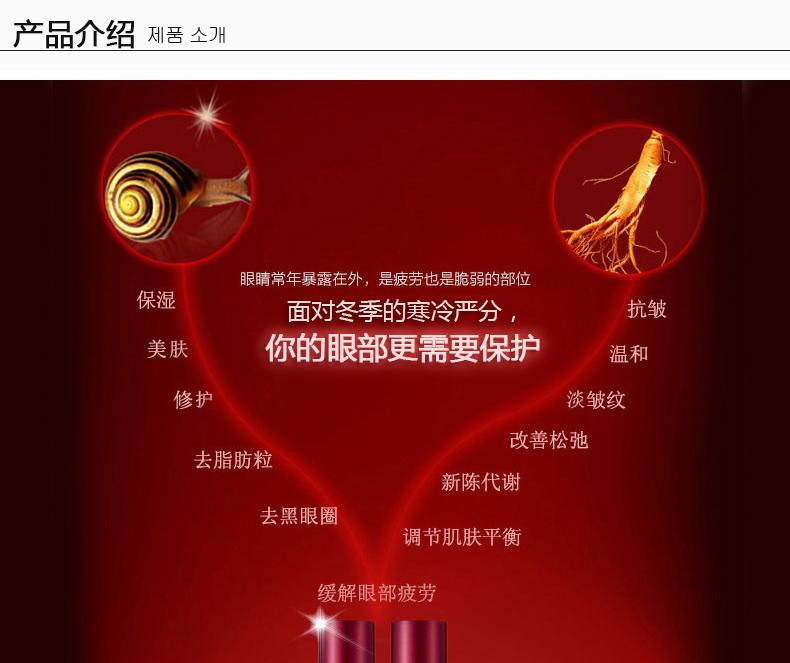 产品介绍 제품 소개
眼睛常年暴露在外，是疲劳也是脆弱的部位
面对冬季的寒冷严分，
你的眼部更需要保护
保湿
美肤
修护
去脂肪粒
去黑眼圈
抗皱
温和
淡皱纹
改善松弛
新陈代谢
调节肌肤平衡
缓解眼部疲劳